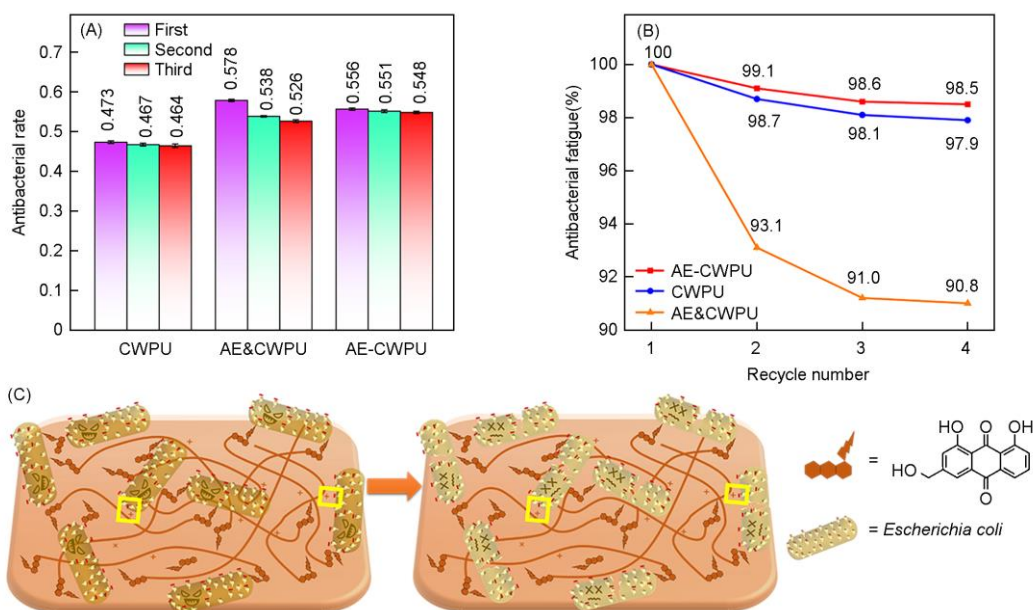 (A)
First
Second
Third
Antibacterial rate
0.7
0.6
0.5
0.4
0.3
0.2
0.1
0
0.473
0.467
0.464
0.578
0.538
0.526
0.556
0.551
0.548
CWPU
AE&CWPU
AE-CWPU
(B)
Antibacterial fatigue(%)
100
98
96
94
92
90
100
99.1
98.6
98.5
98.7
98.1
97.9
93.1
91.0
90.8
AE-CWPU
CWPU
AE&CWPU
1
2
3
4
Recycle number
(C)
=
OH
O
OH
HO
O
= Escherichia coli